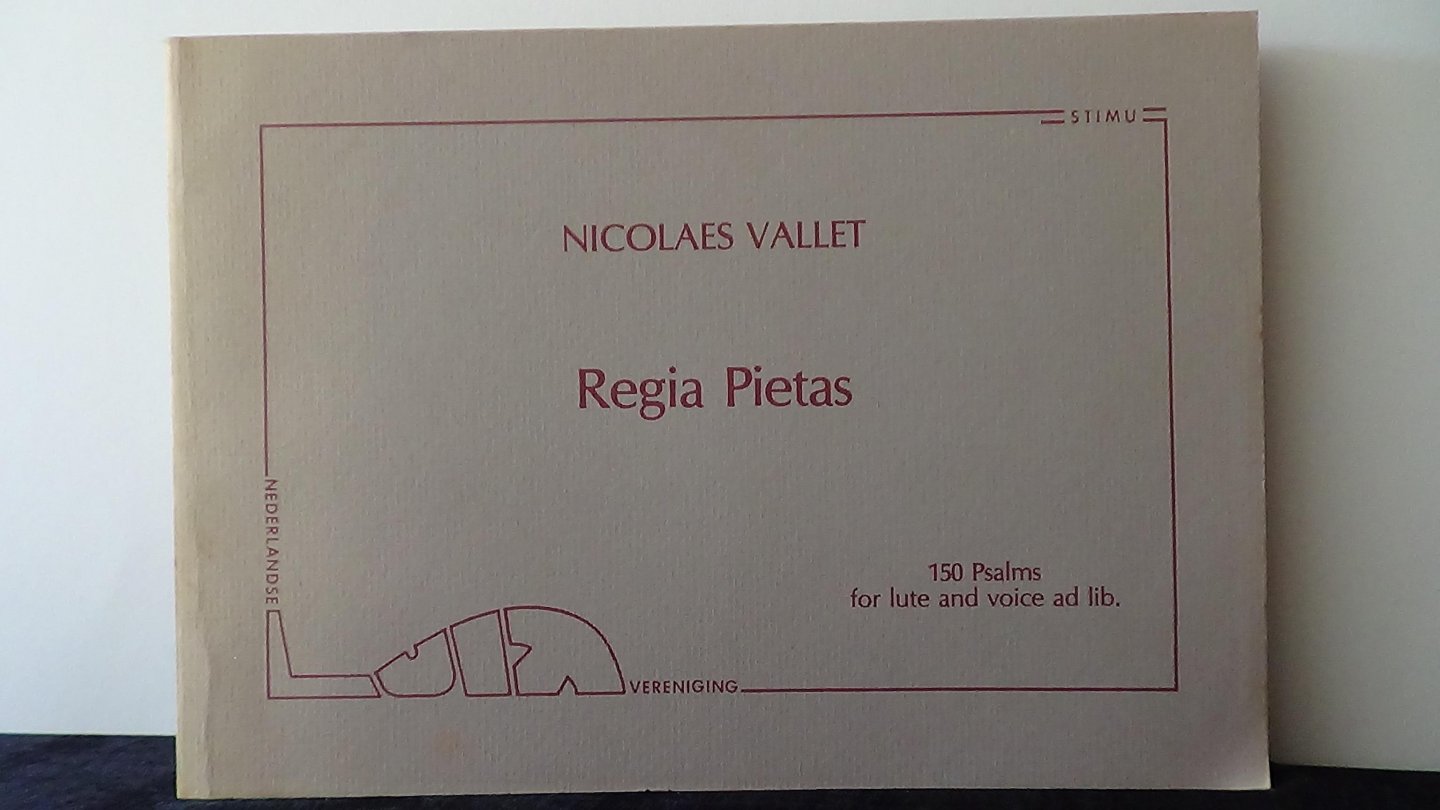 STIMU
NICOLAES VALLET
Regia Pietas
150 Psalms
for lute and voice ad lib.
NEDERLANDSE
LUIT
VERENIGING